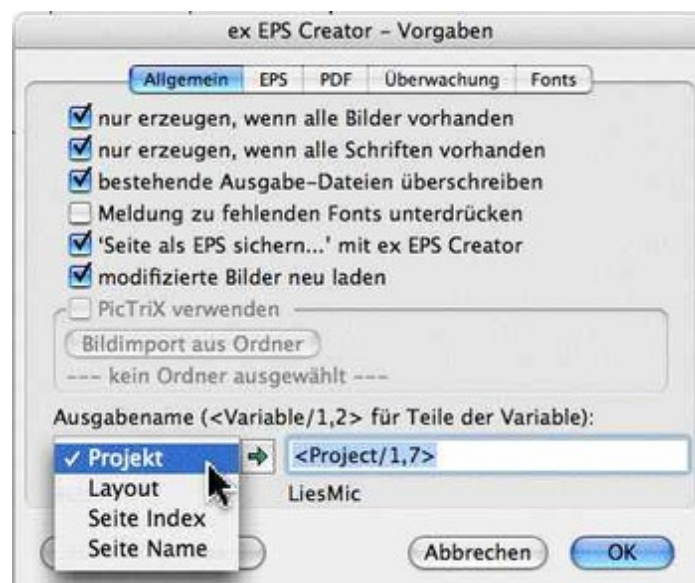 ex EPS Creator – Vorgaben
Allgemein EPS PDF Überwachung Fonts
nur erzeugen, wenn alle Bilder vorhanden
nur erzeugen, wenn alle Schriften vorhanden
bestehende Ausgabe-Dateien überschreiben
Meldung zu fehlenden Fonts unterdrücken
'Seite als EPS sichern...' mit ex EPS Creator
modifizierte Bilder neu laden
PicTriX verwenden
Bildimport aus Ordner
--- kein Ordner ausgewählt ---
Ausgabename (<Variable/1,2> für Teile der Variable):
✓ Projekt <Project/1,7>
Layout LiesMic
Seite Index
Seite Name Abbrechen OK